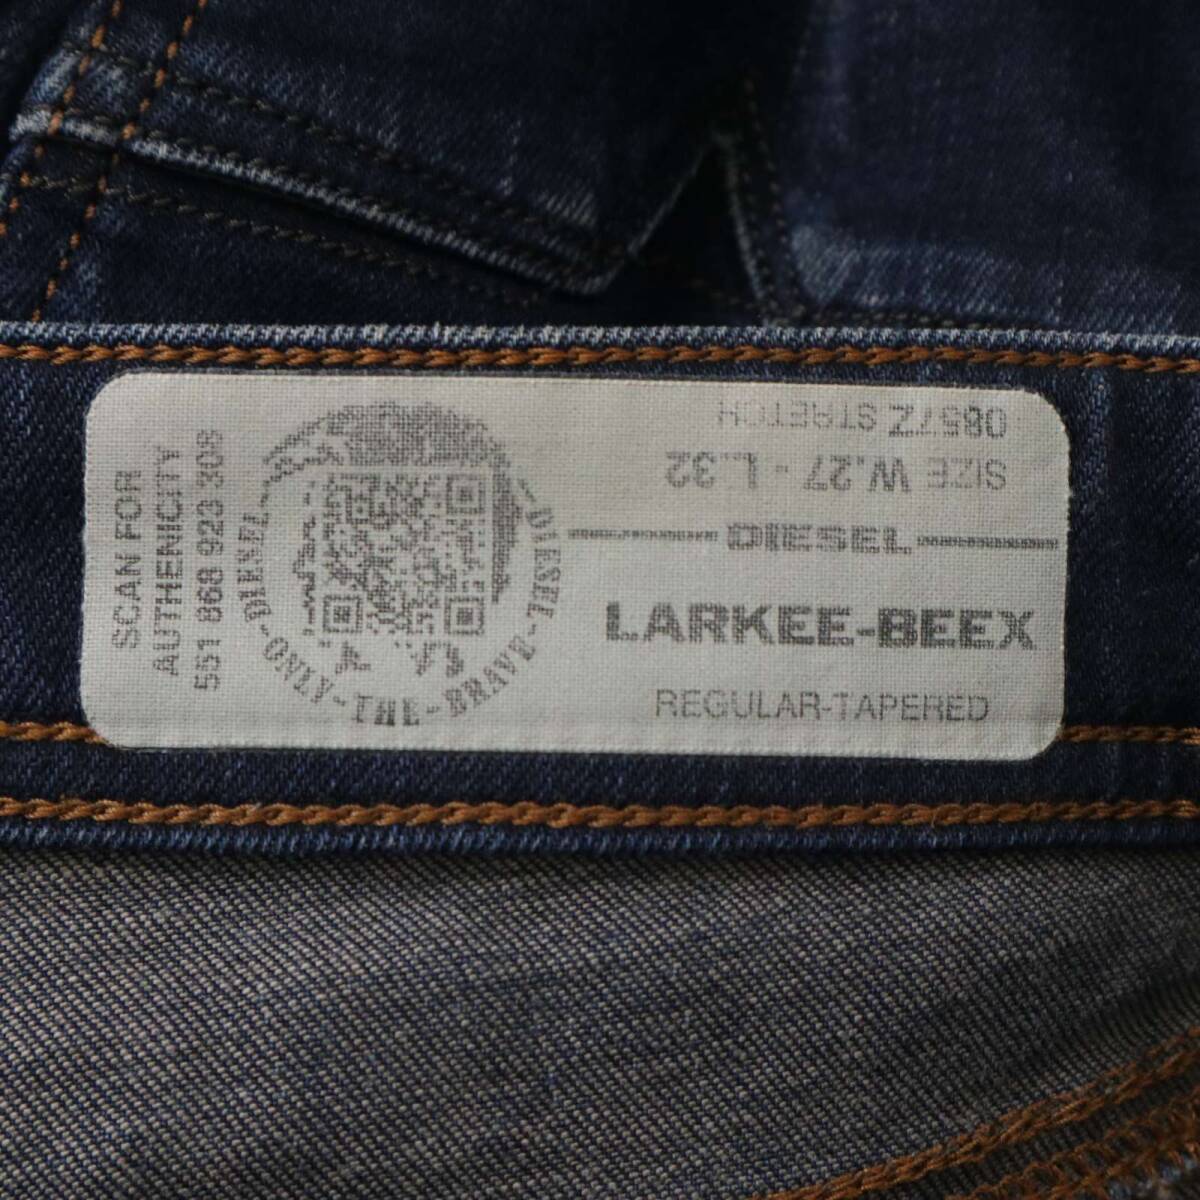 SCAN FOR
AUTHENICITY
551 868 923 308
DIESEL-ONLY-THE-BRAVE-DIESEL
0857Z STRETCH
SIZE W.27 - L.32
DIESEL
LARKEE-BEEX
REGULAR-TAPERED